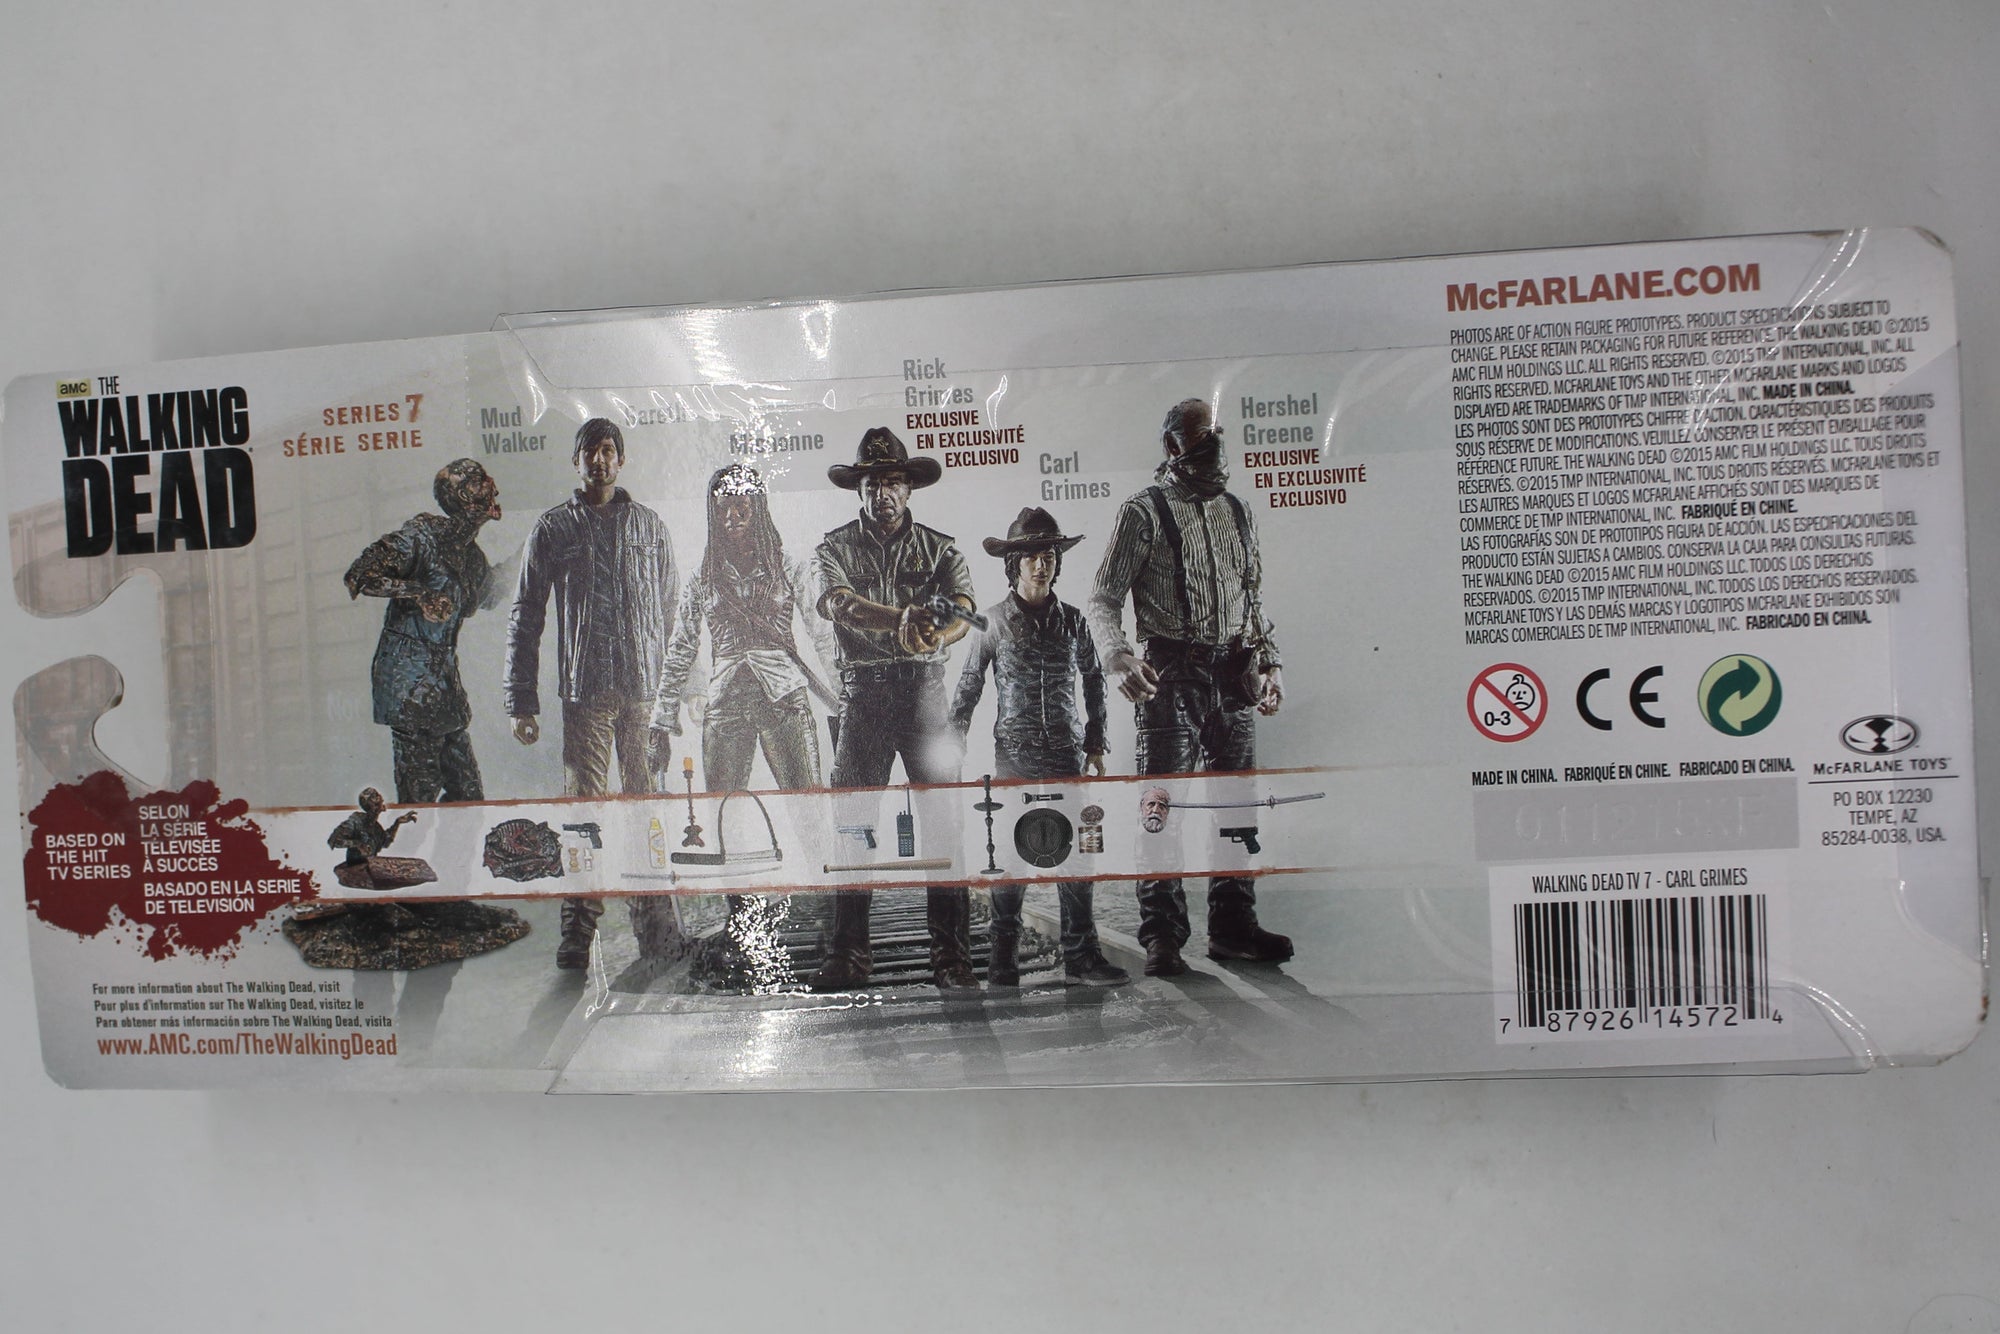 aMC THE
WALKING
DEAD
SERIES 7
SÉRIE SERIE
Mud
Walker
Gareth
Michonne
Rick
Grimes
EXCLUSIVE
EN EXCLUSIVITÉ
EXCLUSIVO
Carl
Grimes
Hershel
Greene
EXCLUSIVE
EN EXCLUSIVITÉ
EXCLUSIVO
BASED ON
THE HIT
TV SERIES
SELON
LA SÉRIE
TÉLÉVISÉE
À SUCCÈS
BASADO EN LA SERIE
DE TELEVISIÓN
For more information about The Walking Dead, visit
Pour plus d'information sur The Walking Dead, visitez le
Para obtener más información sobre The Walking Dead, visita
www.AMC.com/TheWalkingDead
McFARLANE.COM
PHOTOS ARE OF ACTION FIGURE PROTOTYPES. PRODUCT SPECIFICATIONS SUBJECT TO
CHANGE. PLEASE RETAIN PACKAGING FOR FUTURE REFERENCE. THE WALKING DEAD ©2015
AMC FILM HOLDINGS LLC. ALL RIGHTS RESERVED. ©2015 TMP INTERNATIONAL, INC. ALL
RIGHTS RESERVED. MCFARLANE TOYS AND THE OTHER MCFARLANE MARKS AND LOGOS
DISPLAYED ARE TRADEMARKS OF TMP INTERNATIONAL, INC. MADE IN CHINA.
LES PHOTOS SONT DES PROTOTYPES CHIFFRE D'ACTION. CARACTÉRISTIQUES DES PRODUITS
SOUS RÉSERVE DE MODIFICATIONS. VEUILLEZ CONSERVER LE PRÉSENT EMBALLAGE POUR
RÉFÉRENCE FUTURE. THE WALKING DEAD ©2015 AMC FILM HOLDINGS LLC. TOUS DROITS
RÉSERVÉS. ©2015 TMP INTERNATIONAL, INC. TOUS DROITS RÉSERVÉS. MCFARLANE TOYS ET
LES AUTRES MARQUES ET LOGOS MCFARLANE AFFICHÉS SONT DES MARQUES DE
COMMERCE DE TMP INTERNATIONAL, INC. FABRIQUÉ EN CHINE.
LAS FOTOGRAFÍAS SON DE PROTOTIPOS FIGURA DE ACCIÓN. LAS ESPECIFICACIONES DEL
PRODUCTO ESTÁN SUJETAS A CAMBIOS. CONSERVA LA CAJA PARA CONSULTAS FUTURAS.
THE WALKING DEAD ©2015 AMC FILM HOLDINGS LLC. TODOS LOS DERECHOS
RESERVADOS. ©2015 TMP INTERNATIONAL, INC. TODOS LOS DERECHOS RESERVADOS.
MCFARLANE TOYS Y LAS DEMÁS MARCAS Y LOGOTIPOS MCFARLANE EXHIBIDOS SON
MARCAS COMERCIALES DE TMP INTERNATIONAL, INC. FABRICADO EN CHINA.
0-3
CE
MADE IN CHINA. FABRIQUÉ EN CHINE. FABRICADO EN CHINA.
McFARLANE TOYS™
PO BOX 12230
TEMPE, AZ
85284-0038, USA.
WALKING DEAD TV 7 - CARL GRIMES
7 87926 14572 4